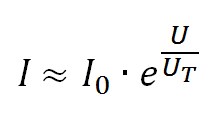 I ≈ I₀ · e^(U/U_T)